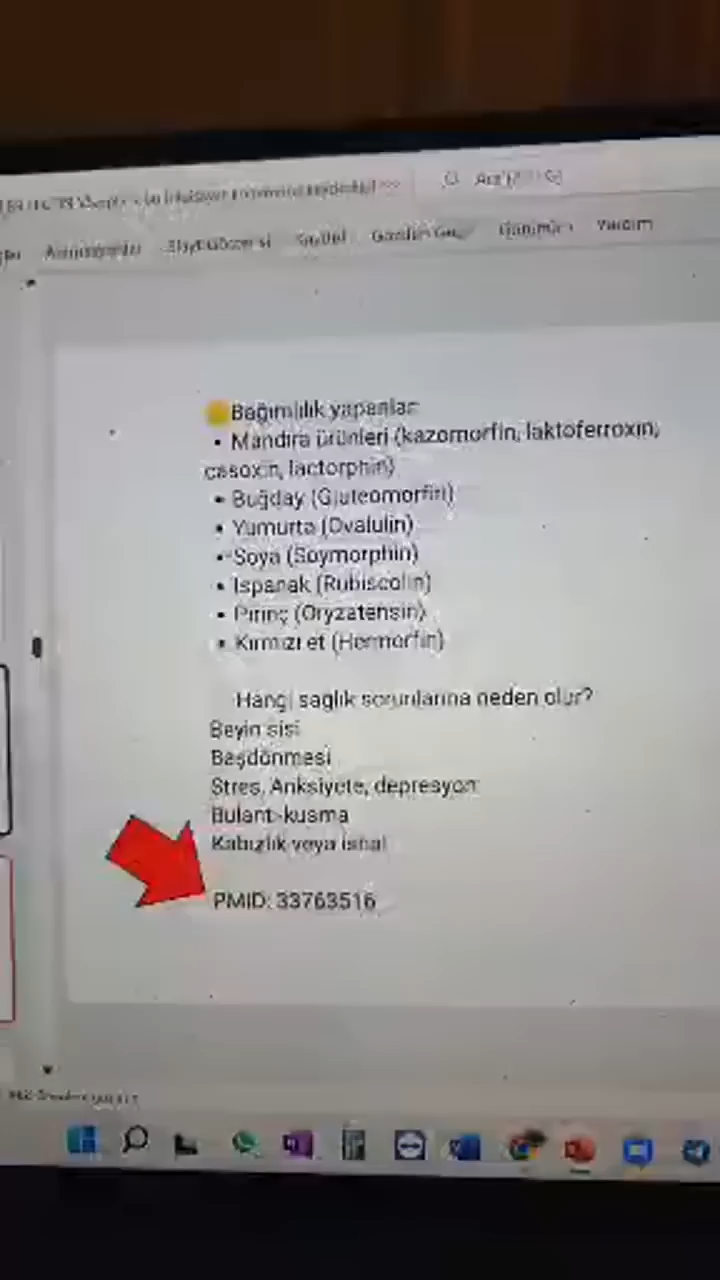 Yardım
Bağımlılık yapanlar:
• Mandıra ürünleri (kazomorfin, laktoferroxin,
casoxin, lactorphin)
• Buğday (Gluteomorfin)
• Yumurta (Ovalulin)
• Soya (Soymorphin)
• Ispanak (Rubiscolin)
• Pirinç (Oryzatensin)
• Kırmızı et (Hermorfin)
Hangi sağlık sorunlarına neden olur?
Beyin sisi
Başdönmesi
Stres, Anksiyete, depresyon
Bulantı-kusma
Kabızlık veya ishal
PMID: 33763516